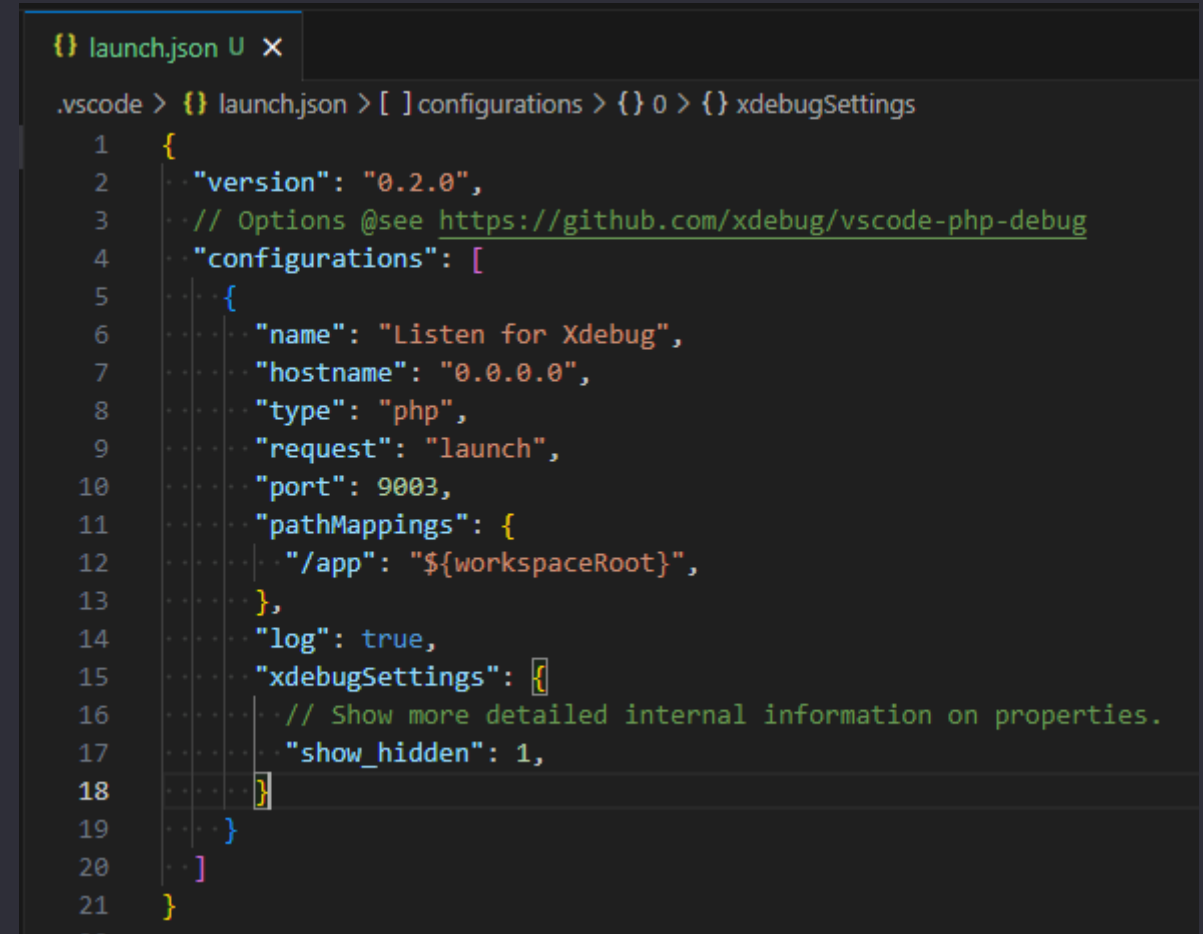 {} launch.json U ×
.vscode > {} launch.json > [ ] configurations > {} 0 > {} xdebugSettings
1 {
2   "version": "0.2.0",
3   // Options @see https://github.com/xdebug/vscode-php-debug
4   "configurations": [
5     {
6       "name": "Listen for Xdebug",
7       "hostname": "0.0.0.0",
8       "type": "php",
9       "request": "launch",
10       "port": 9003,
11       "pathMappings": {
12         "/app": "${workspaceRoot}",
13       },
14       "log": true,
15       "xdebugSettings": {
16         // Show more detailed internal information on properties.
17         "show_hidden": 1,
18       }
19     }
20   ]
21 }